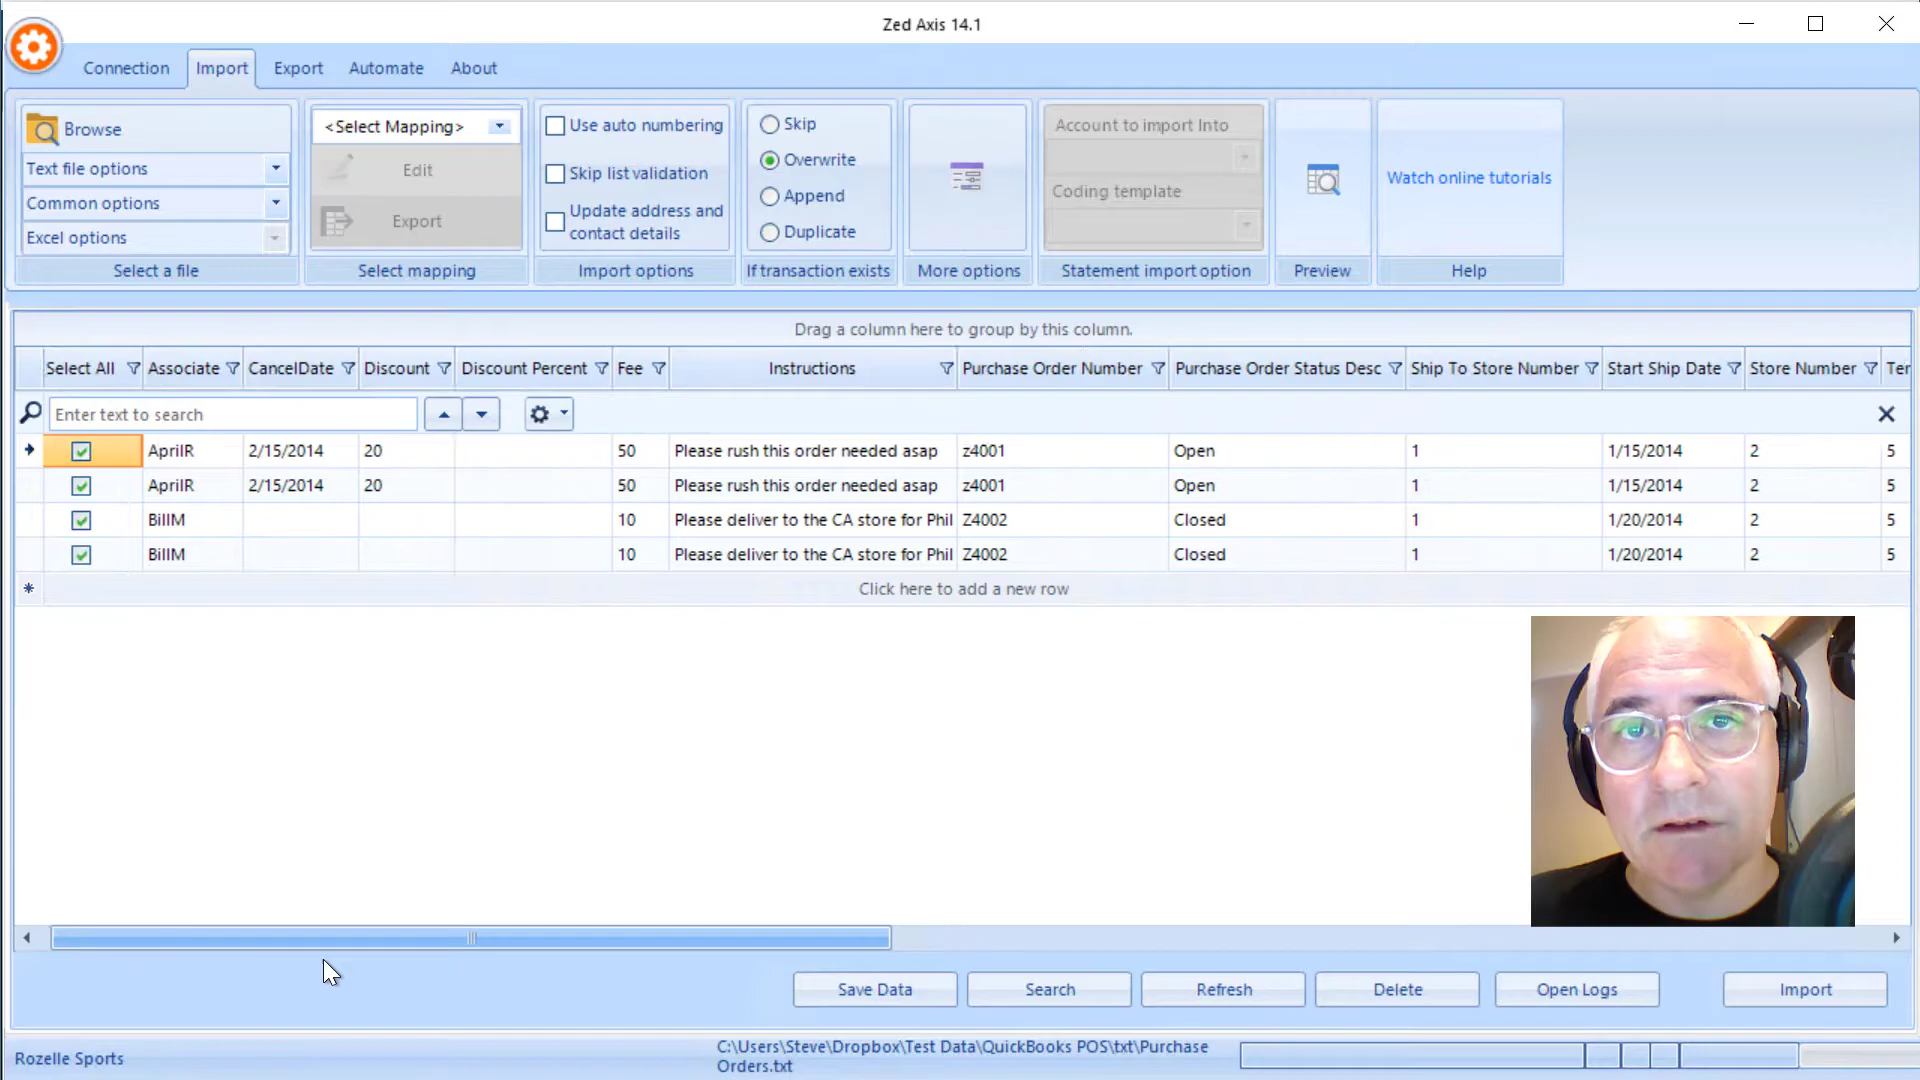 Zed Axis 14.1
Connection Import Export Automate About
Browse
Text file options
Common options
Excel options
Select a file
<Select Mapping>
Edit
Export
Select mapping
Use auto numbering
Skip list validation
Update address and
contact details
Import options
Skip
Overwrite
Append
Duplicate
If transaction exists
More options
Account to import Into
Coding template
Statement import option
Preview
Watch online tutorials
Help
Drag a column here to group by this column.
Select All Associate CancelDate Discount Discount Percent Fee Instructions Purchase Order Number Purchase Order Status Desc Ship To Store Number Start Ship Date Store Number Ter
Enter text to search
AprilR 2/15/2014 20 50 Please rush this order needed asap z4001 Open 1 1/15/2014 2 5
AprilR 2/15/2014 20 50 Please rush this order needed asap z4001 Open 1 1/15/2014 2 5
BillM 10 Please deliver to the CA store for Phil Z4002 Closed 1 1/20/2014 2 5
BillM 10 Please deliver to the CA store for Phil Z4002 Closed 1 1/20/2014 2 5
Click here to add a new row
Save Data Search Refresh Delete Open Logs Import
Rozelle Sports
C:\Users\Steve\Dropbox\Test Data\QuickBooks POS\txt\Purchase
Orders.txt